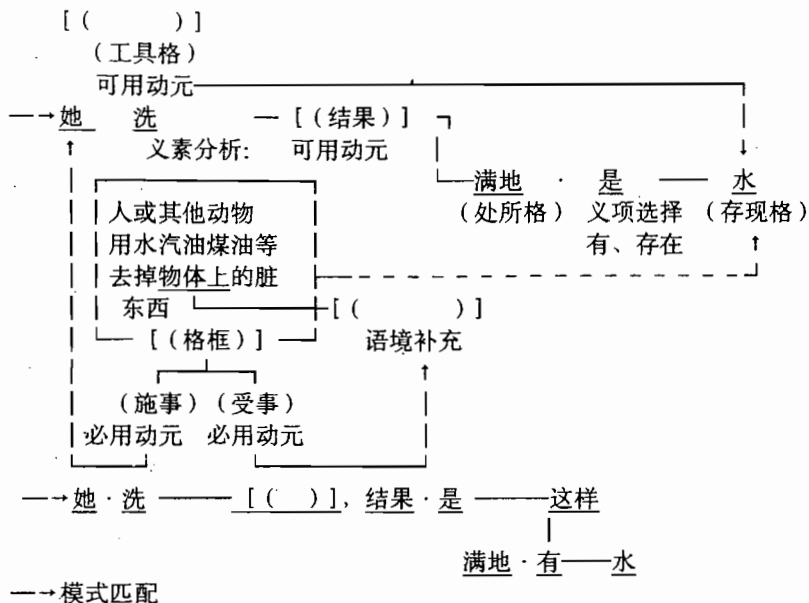 [(     )]
(工具格)
可用动元
—→她 洗 —[(结果)]
义素分析: 可用动元
满地·是——水
(处所格) 义项选择 (存现格)
有、存在
人或其他动物
用水汽油煤油等
去掉物体上的脏
东西 [(     )]
[(格框)] 语境补充
(施事)(受事)
必用动元 必用动元
—→她·洗——[( )],结果·是——这样
满地·有——水
—→模式匹配